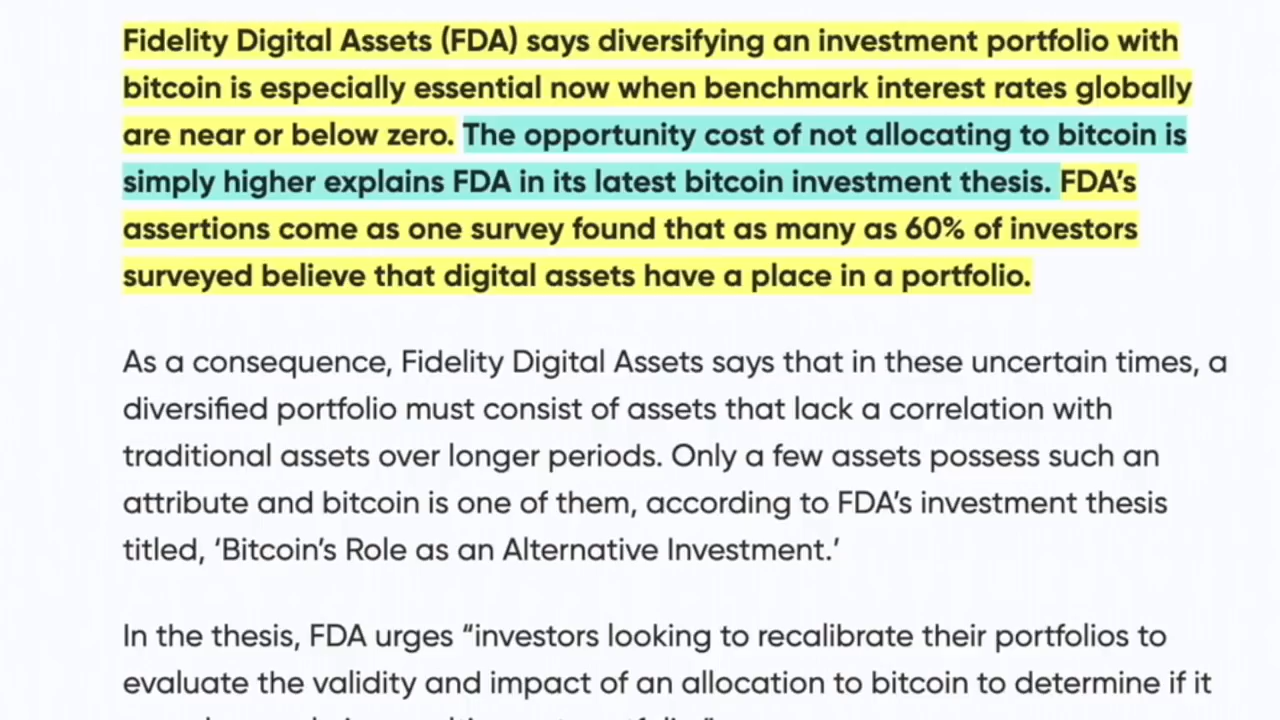 Fidelity Digital Assets (FDA) says diversifying an investment portfolio with
bitcoin is especially essential now when benchmark interest rates globally
are near or below zero. The opportunity cost of not allocating to bitcoin is
simply higher explains FDA in its latest bitcoin investment thesis. FDA’s
assertions come as one survey found that as many as 60% of investors
surveyed believe that digital assets have a place in a portfolio.
As a consequence, Fidelity Digital Assets says that in these uncertain times, a
diversified portfolio must consist of assets that lack a correlation with
traditional assets over longer periods. Only a few assets possess such an
attribute and bitcoin is one of them, according to FDA’s investment thesis
titled, ‘Bitcoin’s Role as an Alternative Investment.’
In the thesis, FDA urges “investors looking to recalibrate their portfolios to
evaluate the validity and impact of an allocation to bitcoin to determine if it